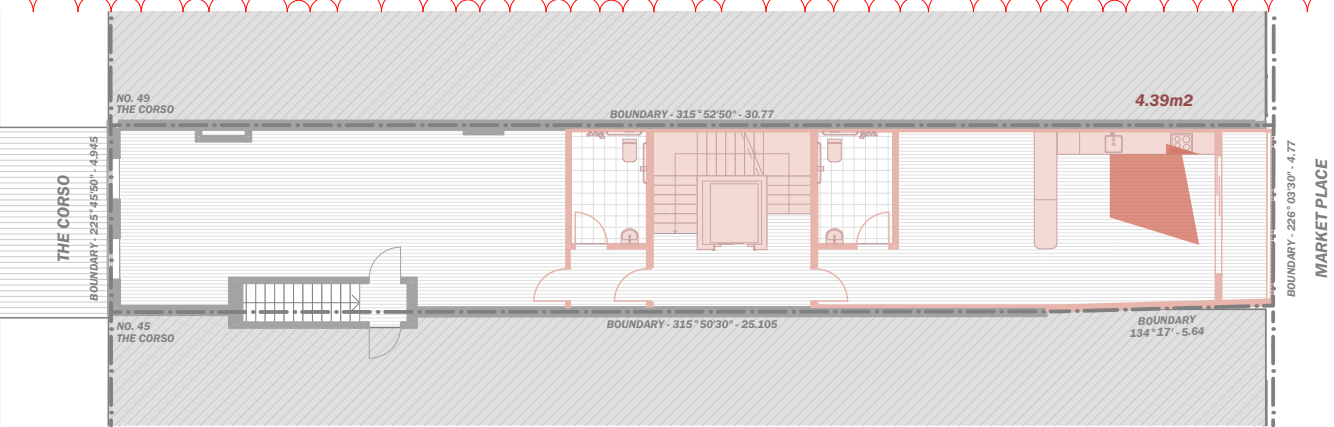 NO. 49
THE CORSO
BOUNDARY - 315°52'50" - 30.77
4.39m2
THE CORSO
BOUNDARY - 225°45'50" - 4.945
BOUNDARY - 226°03'30" - 4.77
MARKET PLACE
NO. 45
THE CORSO
BOUNDARY - 315°50'30" - 25.105
BOUNDARY
134°17' - 5.64